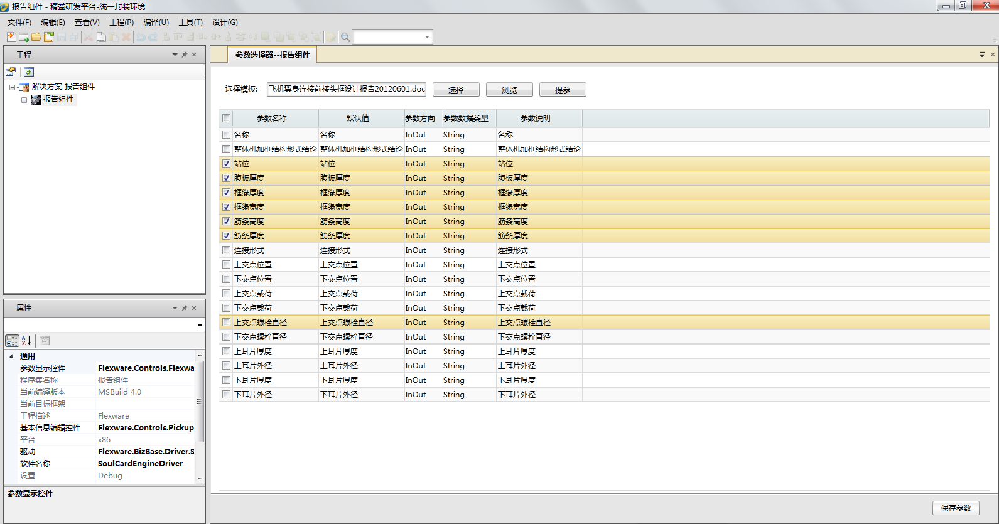 报告组件 - 精益研发平台-统一封装环境
文件(F) 编辑(E) 查看(V) 工程(P) 编译(U) 工具(T) 设计(G)
工程
解决方案 报告组件
报告组件
属性
通用
参数显示控件 Flexware.Controls.Flexwa
程序集名称 报告组件
当前编译版本 MSBuild 4.0
当前目标框架
工程描述 Flexware
基本信息编辑控件 Flexware.Controls.Pickup
平台 x86
驱动 Flexware.BizBase.Driver.S
软件名称 SoulCardEngineDriver
设置 Debug
参数显示控件
参数选择器--报告组件
选择模板: 飞机翼身连接前接头框设计报告20120601.doc 选择 浏览 提参
参数名称 默认值 参数方向 参数数据类型 参数说明
名称 名称 InOut String 名称
整体机加框结构形式结论 整体机加框结构形式结论 InOut String 整体机加框结构形式结论
站位 站位 InOut String 站位
腹板厚度 腹板厚度 InOut String 腹板厚度
框缘厚度 框缘厚度 InOut String 框缘厚度
框缘宽度 框缘宽度 InOut String 框缘宽度
筋条高度 筋条高度 InOut String 筋条高度
筋条厚度 筋条厚度 InOut String 筋条厚度
连接形式 连接形式 InOut String 连接形式
上交点位置 上交点位置 InOut String 上交点位置
下交点位置 下交点位置 InOut String 下交点位置
上交点载荷 上交点载荷 InOut String 上交点载荷
下交点载荷 下交点载荷 InOut String 下交点载荷
上交点螺栓直径 上交点螺栓直径 InOut String 上交点螺栓直径
下交点螺栓直径 下交点螺栓直径 InOut String 下交点螺栓直径
上耳片厚度 上耳片厚度 InOut String 上耳片厚度
上耳片外径 上耳片外径 InOut String 上耳片外径
下耳片厚度 下耳片厚度 InOut String 下耳片厚度
下耳片外径 下耳片外径 InOut String 下耳片外径
保存参数